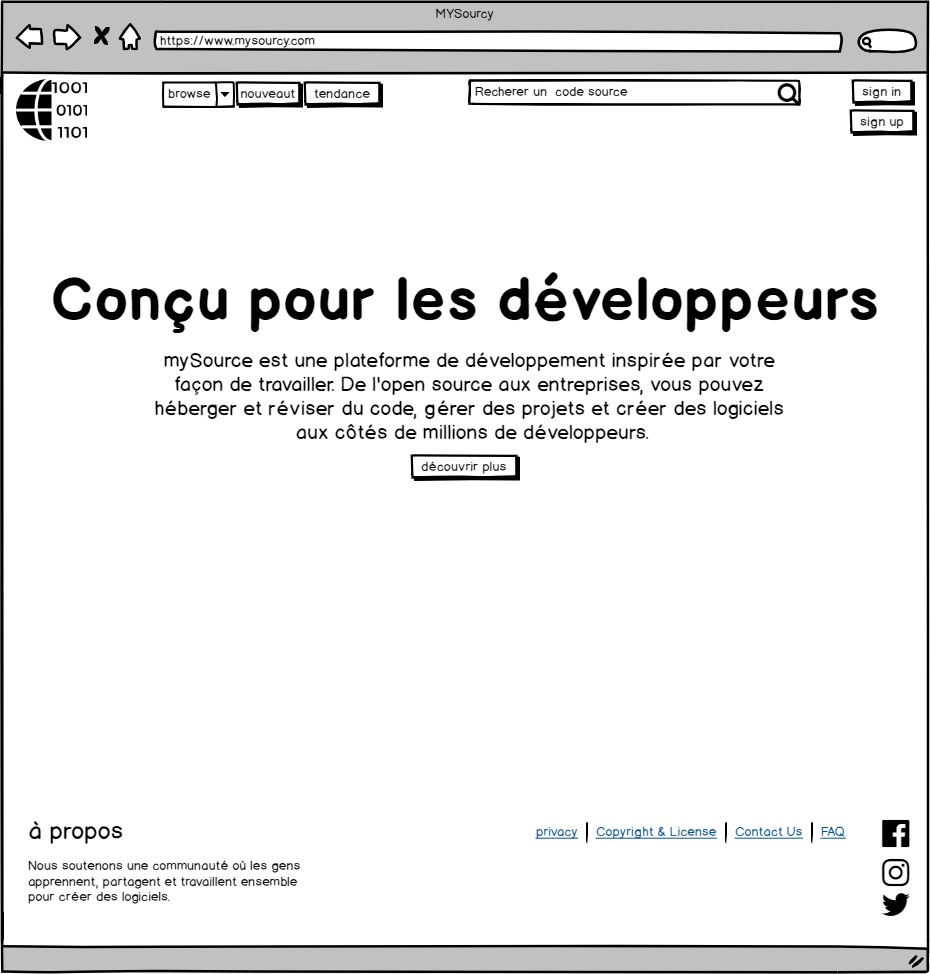 MYSourcy
https://www.mysourcy.com
1001
0101
1101
browse
nouveaut
tendance
Recherer un code source
sign in
sign up
Conçu pour les développeurs
mySource est une plateforme de développement inspirée par votre
façon de travailler. De l'open source aux entreprises, vous pouvez
héberger et réviser du code, gérer des projets et créer des logiciels
aux côtés de millions de développeurs.
découvrir plus
à propos
Nous soutenons une communauté où les gens
apprennent, partagent et travaillent ensemble
pour créer des logiciels.
privacy
Copyright & License
Contact Us
FAQ